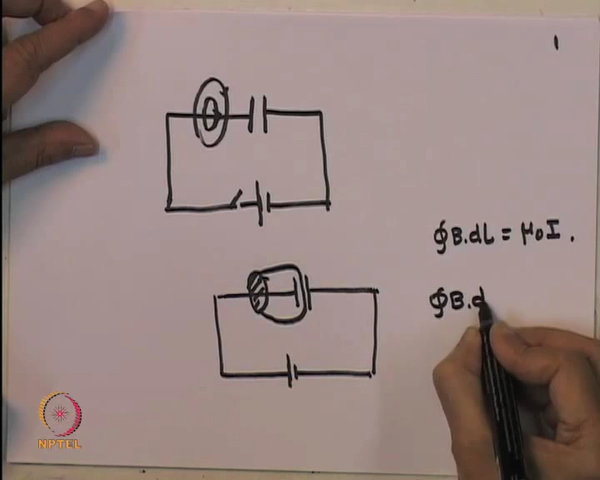 1
∮B.dl = μ0I.
∮B.d
NPTEL